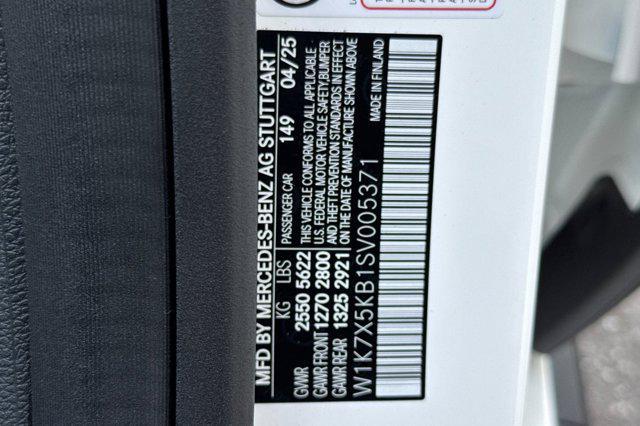 MFD BY MERCEDES-BENZ AG STUTTGART
KG LBS PASSENGER CAR 149 04/25
GVWR 2550 5622 THIS VEHICLE CONFORMS TO ALL APPLICABLE
GAWR FRONT 1270 2800 U.S. FEDERAL MOTOR VEHICLE SAFETY, BUMPER
GAWR REAR 1325 2921 AND THEFT PREVENTION STANDARDS IN EFFECT
ON THE DATE OF MANUFACTURE SHOWN ABOVE
MADE IN FINLAND
W1K7X5KB1SV005371